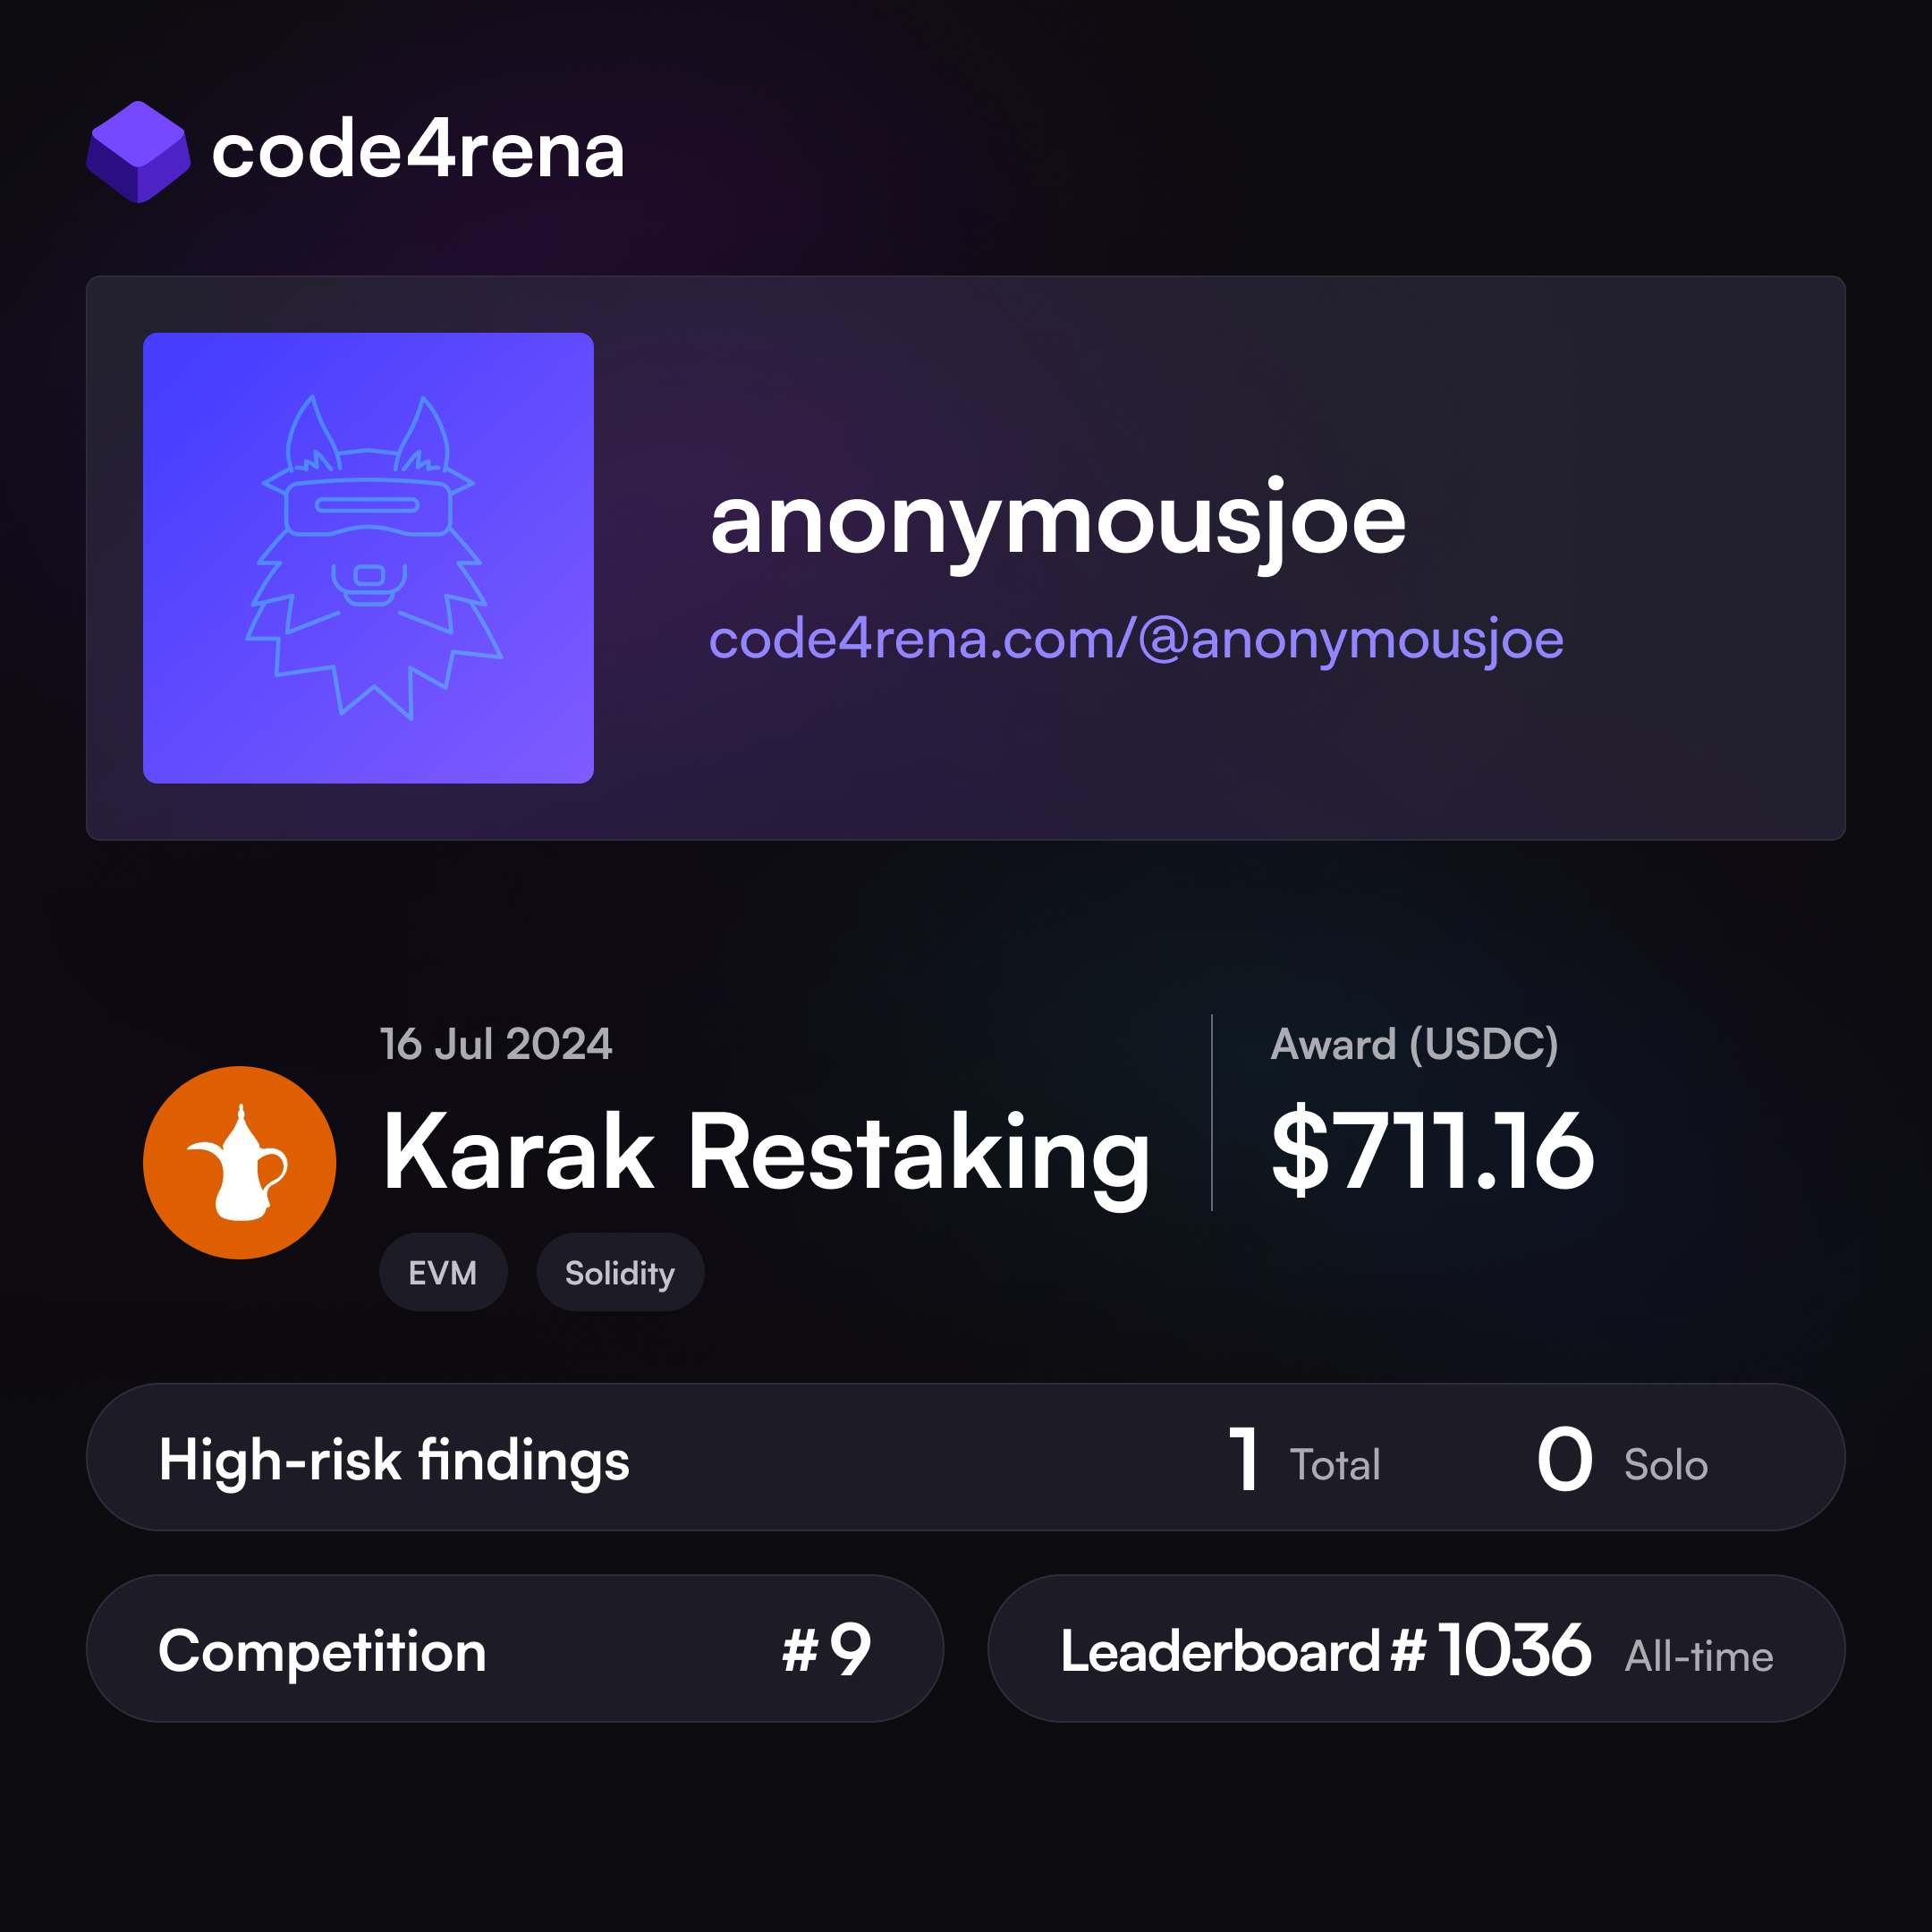 code4rena
anonymousjoe
code4rena.com/@anonymousjoe
16 Jul 2024
Karak Restaking
EVM Solidity
Award (USDC)
$711.16
High-risk findings 1 Total 0 Solo
Competition #9
Leaderboard #1036 All-time